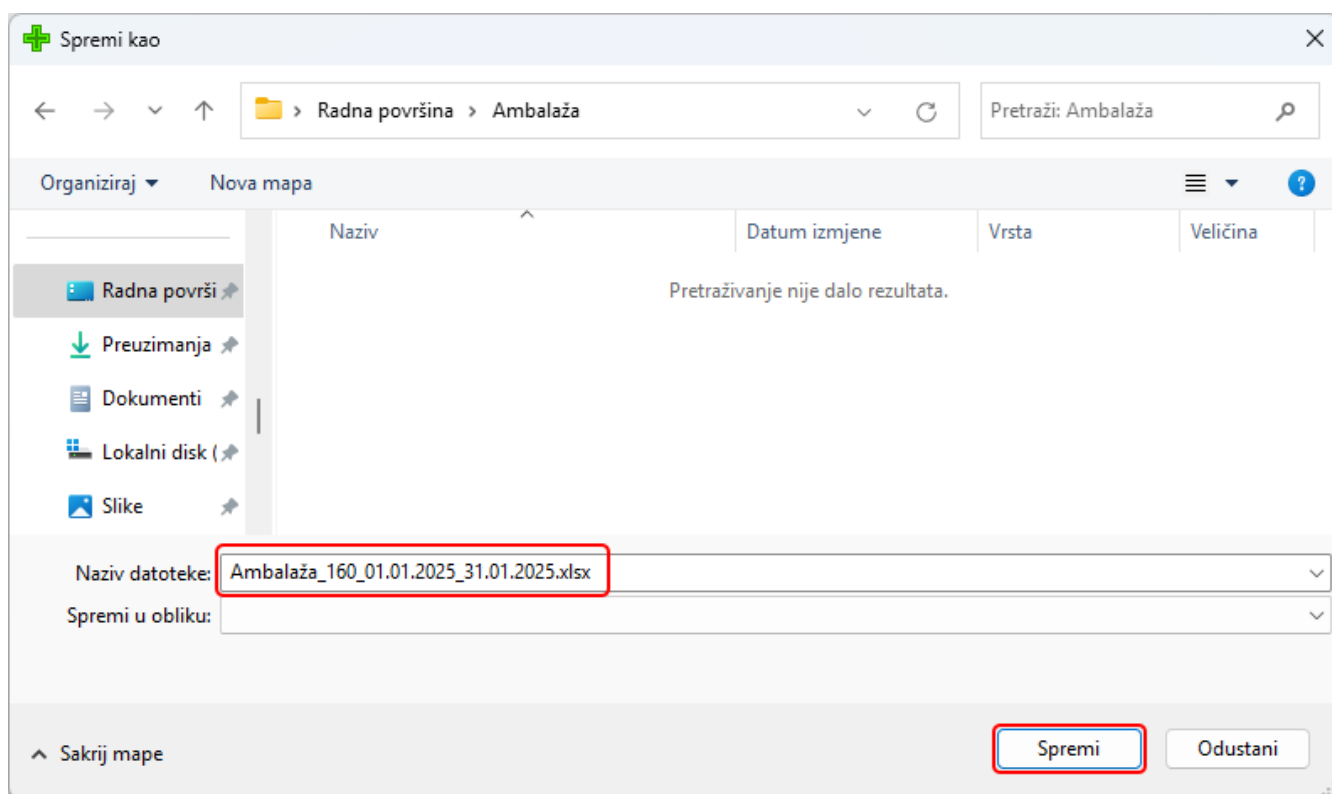 Spremi kao
Radna površina > Ambalaža
Pretraži: Ambalaža
Organiziraj
Nova mapa
Naziv
Datum izmjene
Vrsta
Veličina
Radna površi
Pretraživanje nije dalo rezultata.
Preuzimanja
Dokumenti
Lokalni disk (
Slike
Naziv datoteke: Ambalaža_160_01.01.2025_31.01.2025.xlsx
Spremi u obliku:
Sakrij mape
Spremi
Odustani